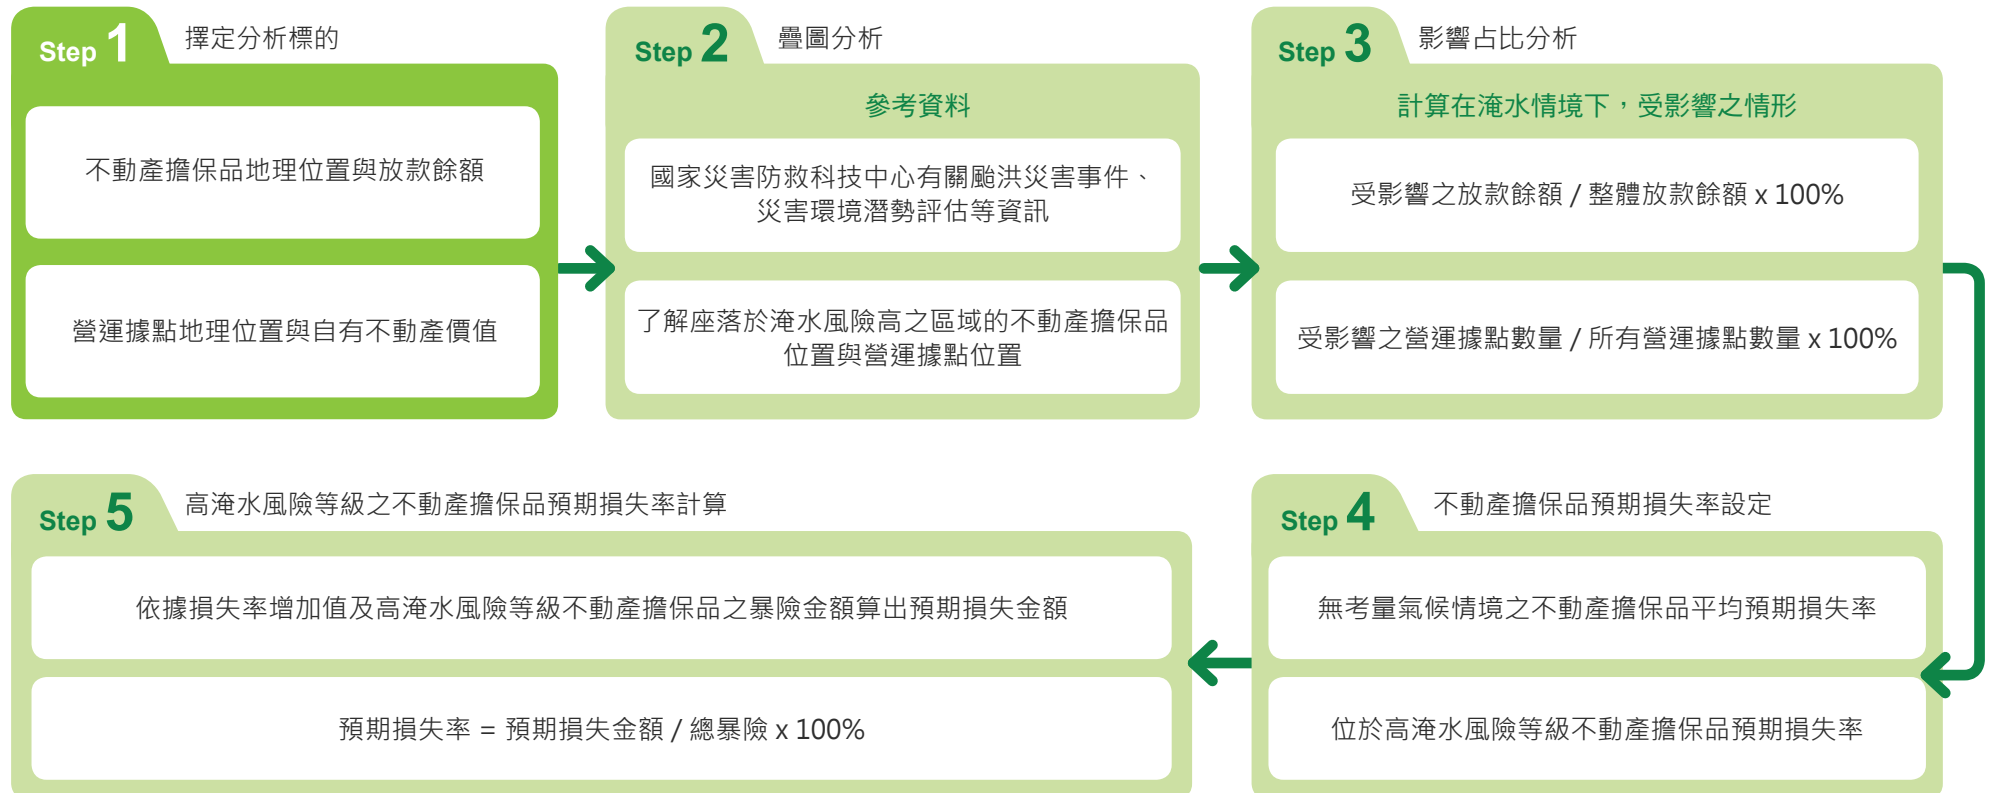 Step 1 擇定分析標的
不動產擔保品地理位置與放款餘額
營運據點地理位置與自有不動產價值
Step 2 疊圖分析
參考資料
國家災害防救科技中心有關颱洪災害事件、
災害環境潛勢評估等資訊
了解座落於淹水風險高之區域的不動產擔保品
位置與營運據點位置
Step 3 影響占比分析
計算在淹水情境下，受影響之情形
受影響之放款餘額 / 整體放款餘額 x 100%
受影響之營運據點數量 / 所有營運據點數量 x 100%
Step 4 不動產擔保品預期損失率設定
無考量氣候情境之不動產擔保品平均預期損失率
位於高淹水風險等級不動產擔保品預期損失率
Step 5 高淹水風險等級之不動產擔保品預期損失率計算
依據損失率增加值及高淹水風險等級不動產擔保品之暴險金額算出預期損失金額
預期損失率 = 預期損失金額 / 總暴險 x 100%